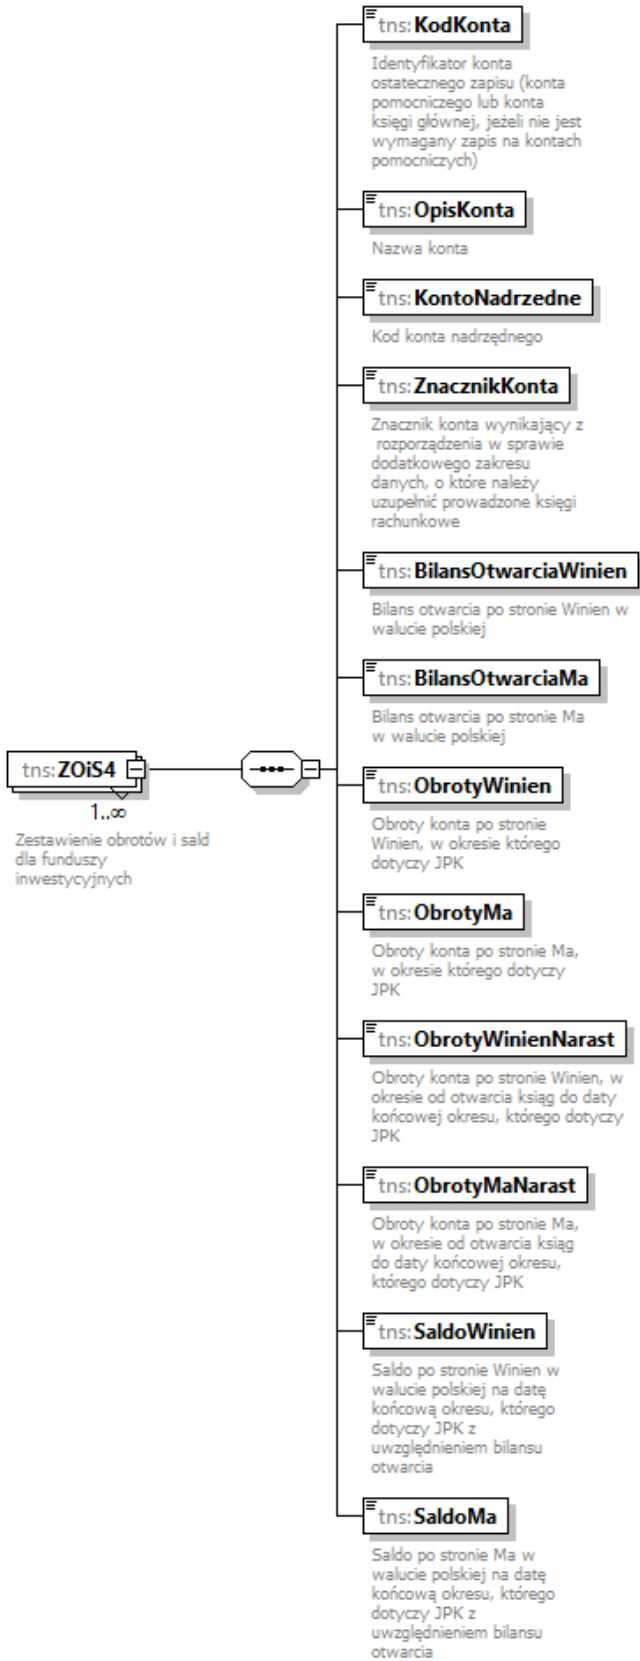 tns:KodKonta
Identyfikator konta
ostatecznego zapisu (konta
pomocniczego lub konta
księgi głównej, jeżeli nie jest
wymagany zapis na kontach
pomocniczych)
tns:OpisKonta
Nazwa konta
tns:KontoNadrzedne
Kod konta nadrzędnego
tns:ZnacznikKonta
Znacznik konta wynikający z
rozporządzenia w sprawie
dodatkowego zakresu
danych, o które należy
uzupełnić prowadzone księgi
rachunkowe
tns:BilansOtwarciaWinien
Bilans otwarcia po stronie Winien w
walucie polskiej
tns:BilansOtwarciaMa
Bilans otwarcia po stronie Ma
w walucie polskiej
tns:ZOiS4
1..∞
Zestawienie obrotów i sald
dla funduszy
inwestycyjnych
tns:ObrotyWinien
Obroty konta po stronie
Winien, w okresie którego
dotyczy JPK
tns:ObrotyMa
Obroty konta po stronie Ma,
w okresie którego dotyczy
JPK
tns:ObrotyWinienNarast
Obroty konta po stronie Winien, w
okresie od otwarcia ksiąg do daty
końcowej okresu, którego dotyczy
JPK
tns:ObrotyMaNarast
Obroty konta po stronie Ma,
w okresie od otwarcia ksiąg
do daty końcowej okresu,
którego dotyczy JPK
tns:SaldoWinien
Saldo po stronie Winien w
walucie polskiej na datę
końcową okresu, którego
dotyczy JPK z
uwzględnieniem bilansu
otwarcia
tns:SaldoMa
Saldo po stronie Ma w
walucie polskiej na datę
końcową okresu, którego
dotyczy JPK z
uwzględnieniem bilansu
otwarcia